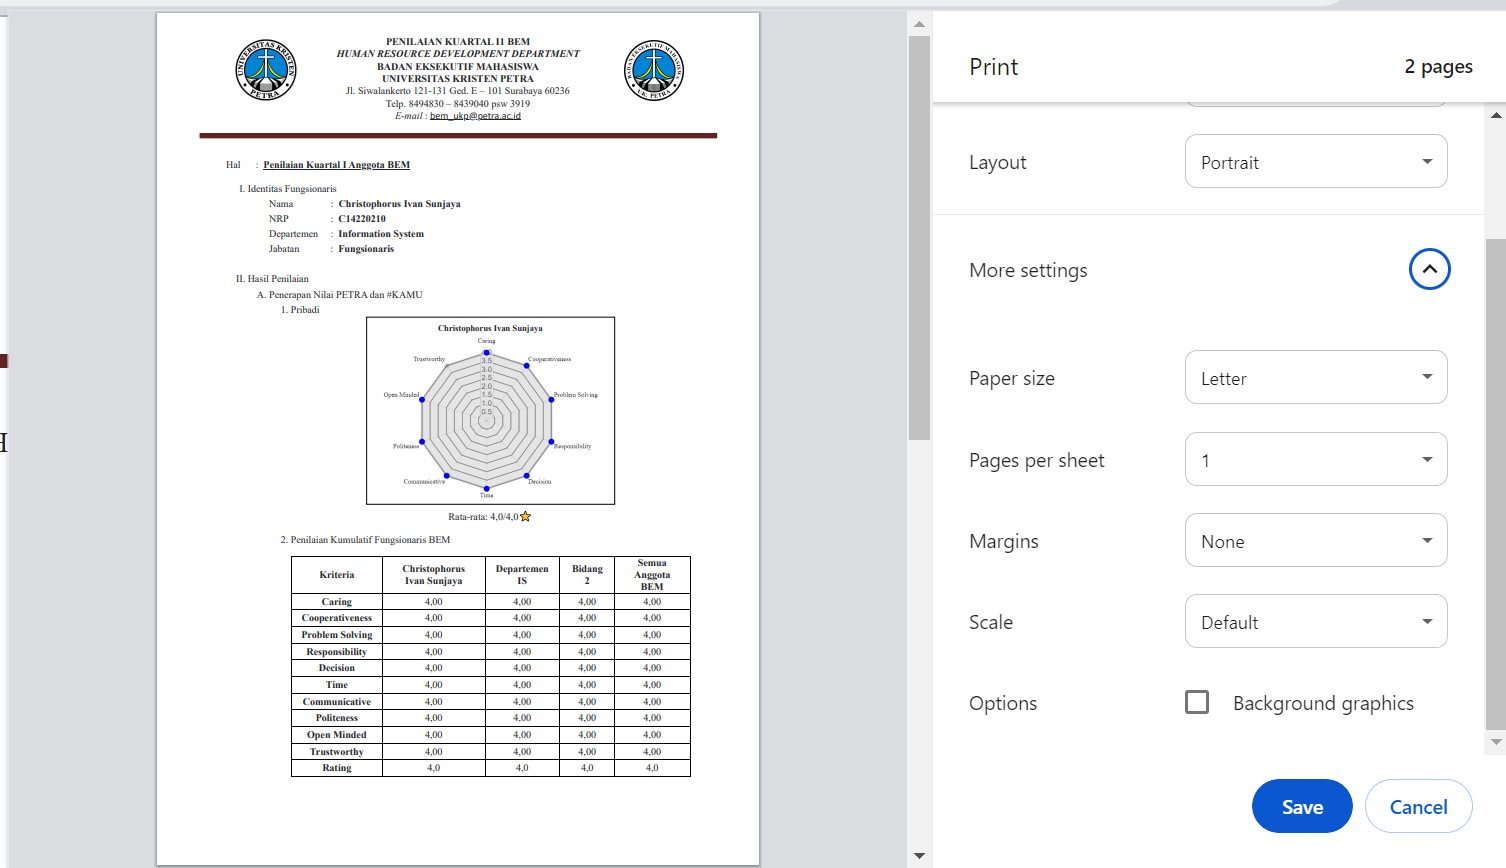 PENILAIAN KUARTAL I1 BEM
HUMAN RESOURCE DEVELOPMENT DEPARTMENT
BADAN EKSEKUTIF MAHASISWA
UNIVERSITAS KRISTEN PETRA
Jl. Siwalankerto 121-131 Ged. E – 101 Surabaya 60236
Telp. 8494830 – 8439040 psw 3919
E-mail : bem_ukp@petra.ac.id
UNIVERSITAS KRISTEN
PETRA
BADAN EKSEKUTIF MAHASISWA
UK. PETRA
Hal : Penilaian Kuartal I Anggota BEM
I. Identitas Fungsionaris
Nama : Christophorus Ivan Sunjaya
NRP : C14220210
Departemen : Information System
Jabatan : Fungsionaris
II. Hasil Penilaian
A. Penerapan Nilai PETRA dan #KAMU
1. Pribadi
Christophorus Ivan Sunjaya
Caring
Trustworthy
Cooperativeness
3.5
3.0
2.5
2.0
1.5
1.0
0.5
Open Minded
Problem Solving
Politeness
Responsibility
Communicative
Decision
Time
Rata-rata: 4,0/4,0
2. Penilaian Kumulatif Fungsionaris BEM
Kriteria Christophorus Ivan Sunjaya Departemen IS Bidang 2 Semua Anggota BEM
Caring 4,00 4,00 4,00 4,00
Cooperativeness 4,00 4,00 4,00 4,00
Problem Solving 4,00 4,00 4,00 4,00
Responsibility 4,00 4,00 4,00 4,00
Decision 4,00 4,00 4,00 4,00
Time 4,00 4,00 4,00 4,00
Communicative 4,00 4,00 4,00 4,00
Politeness 4,00 4,00 4,00 4,00
Open Minded 4,00 4,00 4,00 4,00
Trustworthy 4,00 4,00 4,00 4,00
Rating 4,0 4,0 4,0 4,0
Print 2 pages
Layout Portrait
More settings
Paper size Letter
Pages per sheet 1
Margins None
Scale Default
Options Background graphics
Save Cancel